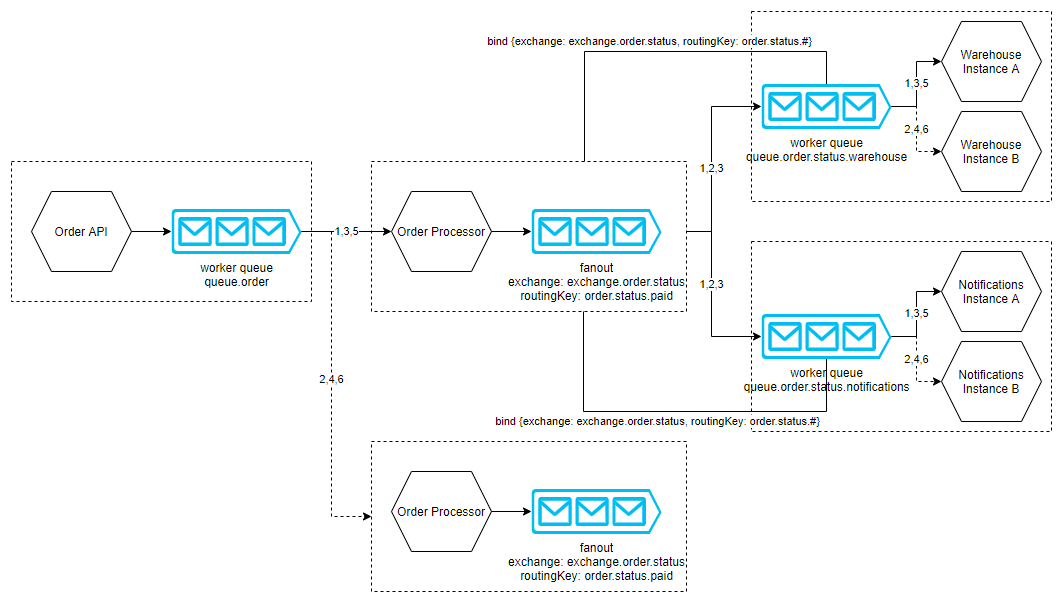 bind {exchange: exchange.order.status, routingKey: order.status.#}
Warehouse
Instance A
1,3,5
worker queue
queue.order.status.warehouse
2,4,6
Warehouse
Instance B
1,2,3
Order API
worker queue
queue.order
1,3,5
Order Processor
fanout
exchange: exchange.order.status
routingKey: order.status.paid
1,2,3
Notifications
Instance A
1,3,5
worker queue
queue.order.status.notifications
2,4,6
Notifications
Instance B
2,4,6
bind {exchange: exchange.order.status, routingKey: order.status.#}
Order Processor
fanout
exchange: exchange.order.status
routingKey: order.status.paid